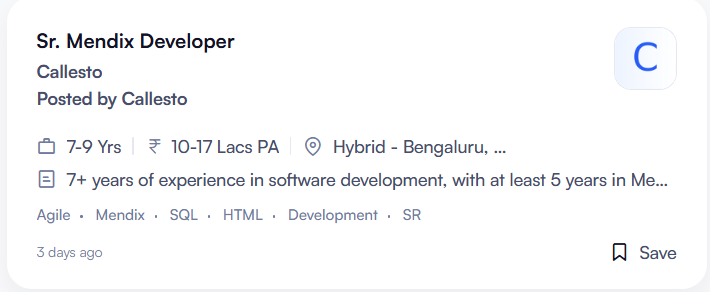 Sr. Mendix Developer
C
Callesto
Posted by Callesto
7-9 Yrs | ₹ 10-17 Lacs PA | Hybrid - Bengaluru, ...
7+ years of experience in software development, with at least 5 years in Me...
Agile · Mendix · SQL · HTML · Development · SR
3 days ago Save